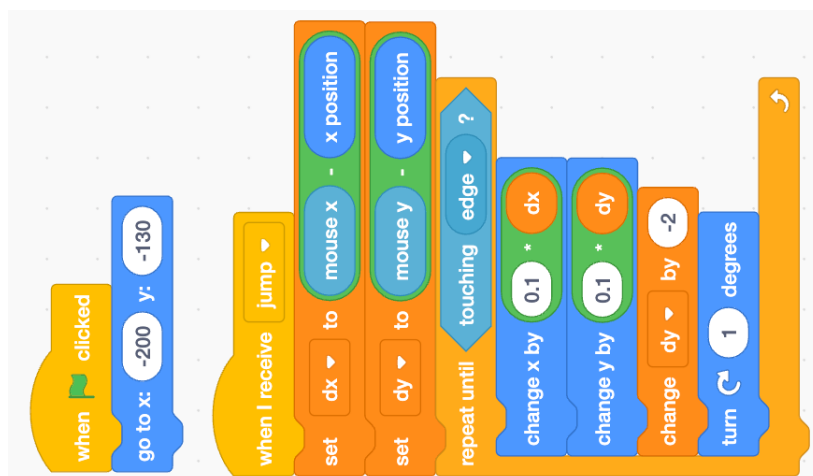 when clicked
go to x: -200 y: -130
when I receive jump
set dx to mouse x - x position
set dy to mouse y - y position
repeat until touching edge ?
change x by 0.1 * dx
change y by 0.1 * dy
change dy by -2
turn 1 degrees